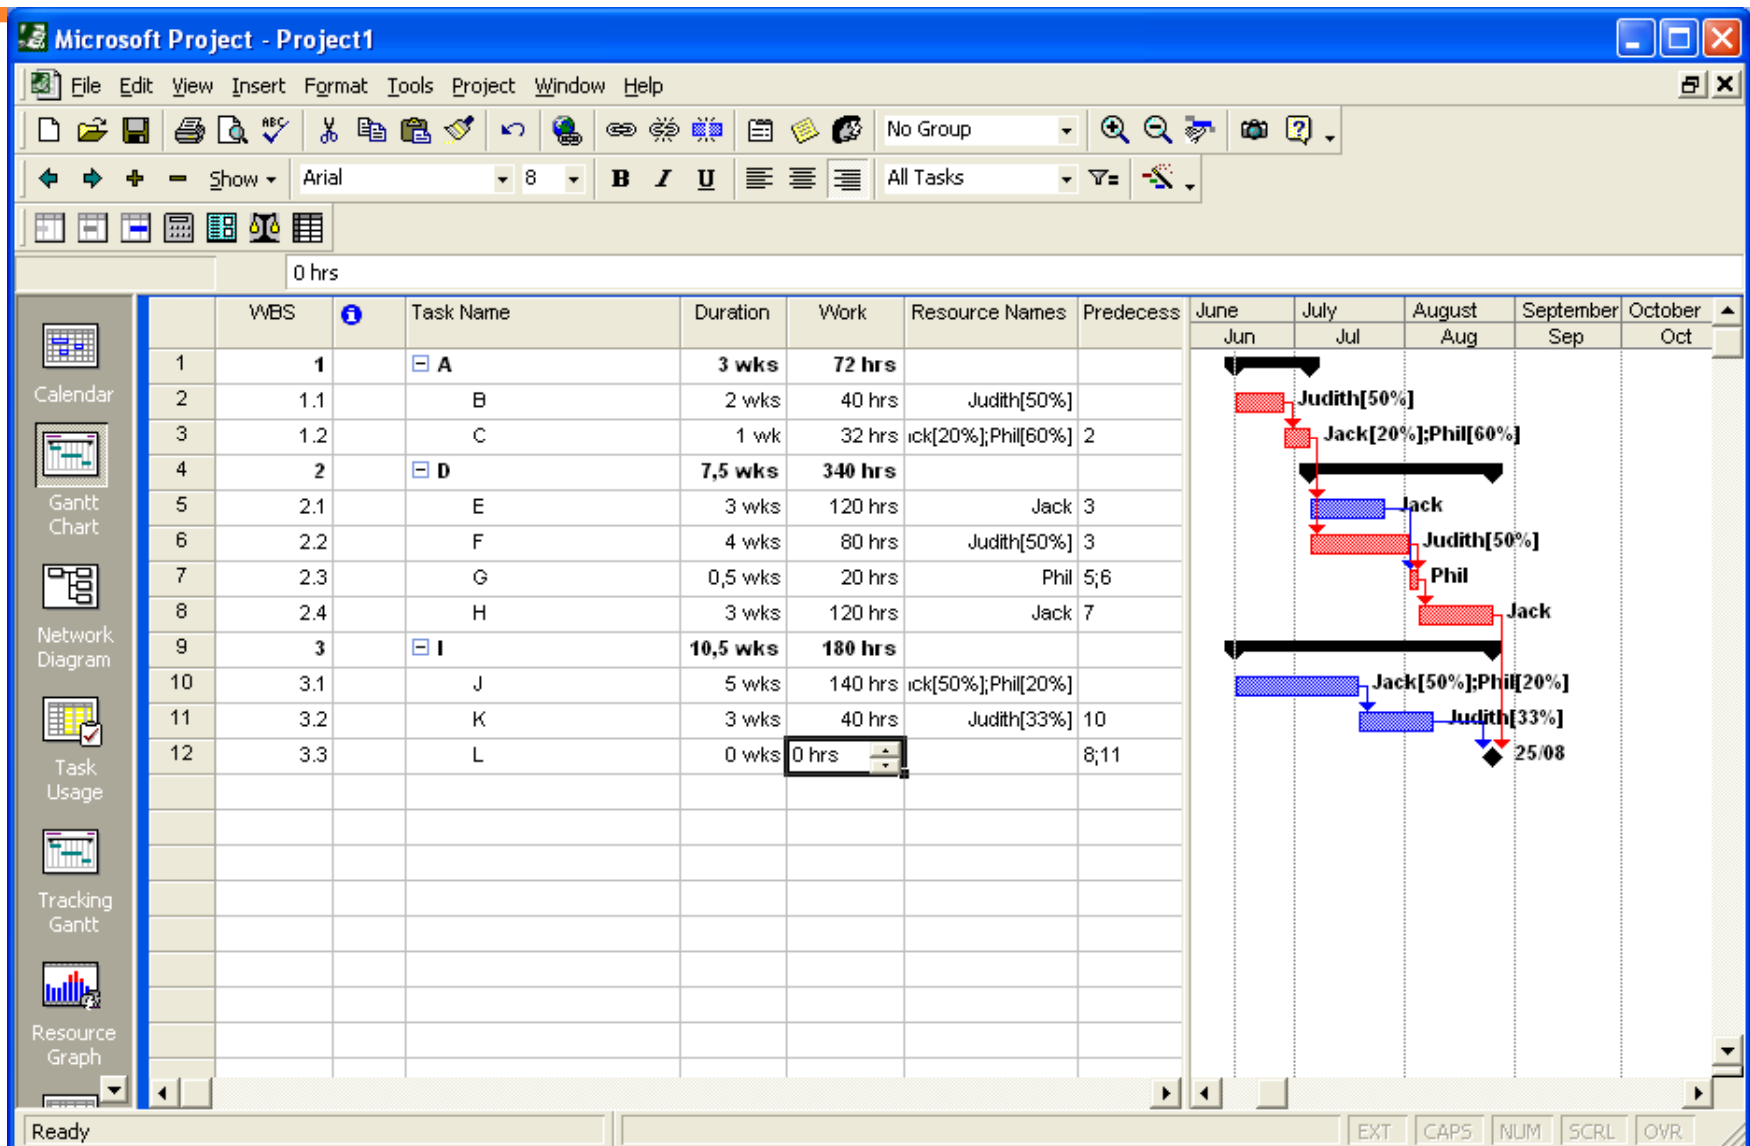 Microsoft Project - Project1
File Edit View Insert Format Tools Project Window Help
ABC No Group
Show Arial 8 B I U All Tasks
0 hrs
WBS Task Name Duration Work Resource Names Predecess June July August September October
Jun Jul Aug Sep Oct
1 1 A 3 wks 72 hrs
Calendar 2 1.1 B 2 wks 40 hrs Judith[50%] Judith[50%]
3 1.2 C 1 wk 32 hrs ck[20%];Phil[60%] 2 Jack[20%];Phil[60%]
4 2 D 7,5 wks 340 hrs
Gantt Chart 5 2.1 E 3 wks 120 hrs Jack 3 Jack
6 2.2 F 4 wks 80 hrs Judith[50%] 3 Judith[50%]
7 2.3 G 0,5 wks 20 hrs Phil 5;6 Phil
8 2.4 H 3 wks 120 hrs Jack 7 Jack
Network Diagram 9 3 I 10,5 wks 180 hrs
10 3.1 J 5 wks 140 hrs ck[50%];Phil[20%] Jack[50%];Phil[20%]
11 3.2 K 3 wks 40 hrs Judith[33%] 10 Judith[33%]
12 3.3 L 0 wks 0 hrs 8;11 25/08
Task
Usage
Tracking
Gantt
Resource
Graph
Ready EXT CAPS NUM SCRL OVR